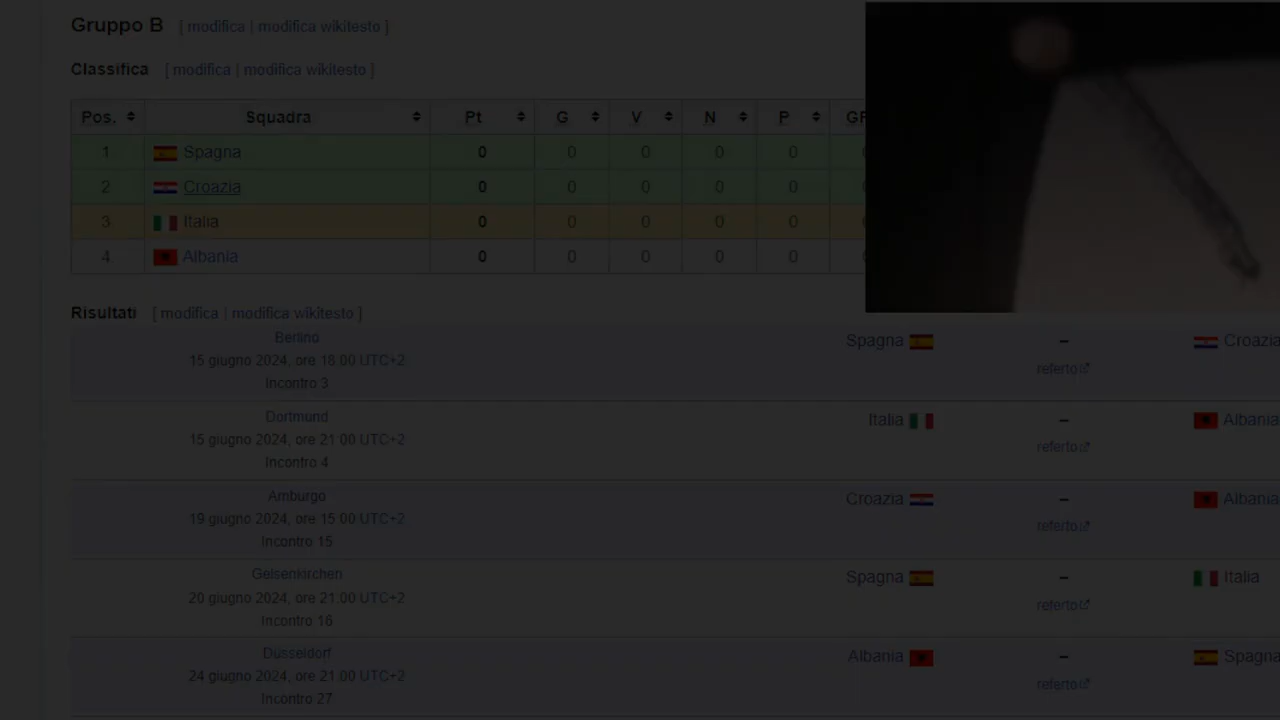 Gruppo B [ modifica | modifica wikitesto ]
Classifica [ modifica | modifica wikitesto ]
Pos. Squadra Pt G V N P
1 Spagna 0 0 0 0 0
2 Croazia 0 0 0 0 0
3 Italia 0 0 0 0 0
4 Albania 0 0 0 0 0
Risultati [ modifica | modifica wikitesto ]
Berlino
15 giugno 2024, ore 18:00 UTC+2
Incontro 3
Spagna – Croazia
referto
Dortmund
15 giugno 2024, ore 21:00 UTC+2
Incontro 4
Italia – Albania
referto
Amburgo
19 giugno 2024, ore 15:00 UTC+2
Incontro 15
Croazia – Albania
referto
Gelsenkirchen
20 giugno 2024, ore 21:00 UTC+2
Incontro 16
Spagna – Italia
referto
Düsseldorf
24 giugno 2024, ore 21:00 UTC+2
Incontro 27
Albania – Spagna
referto